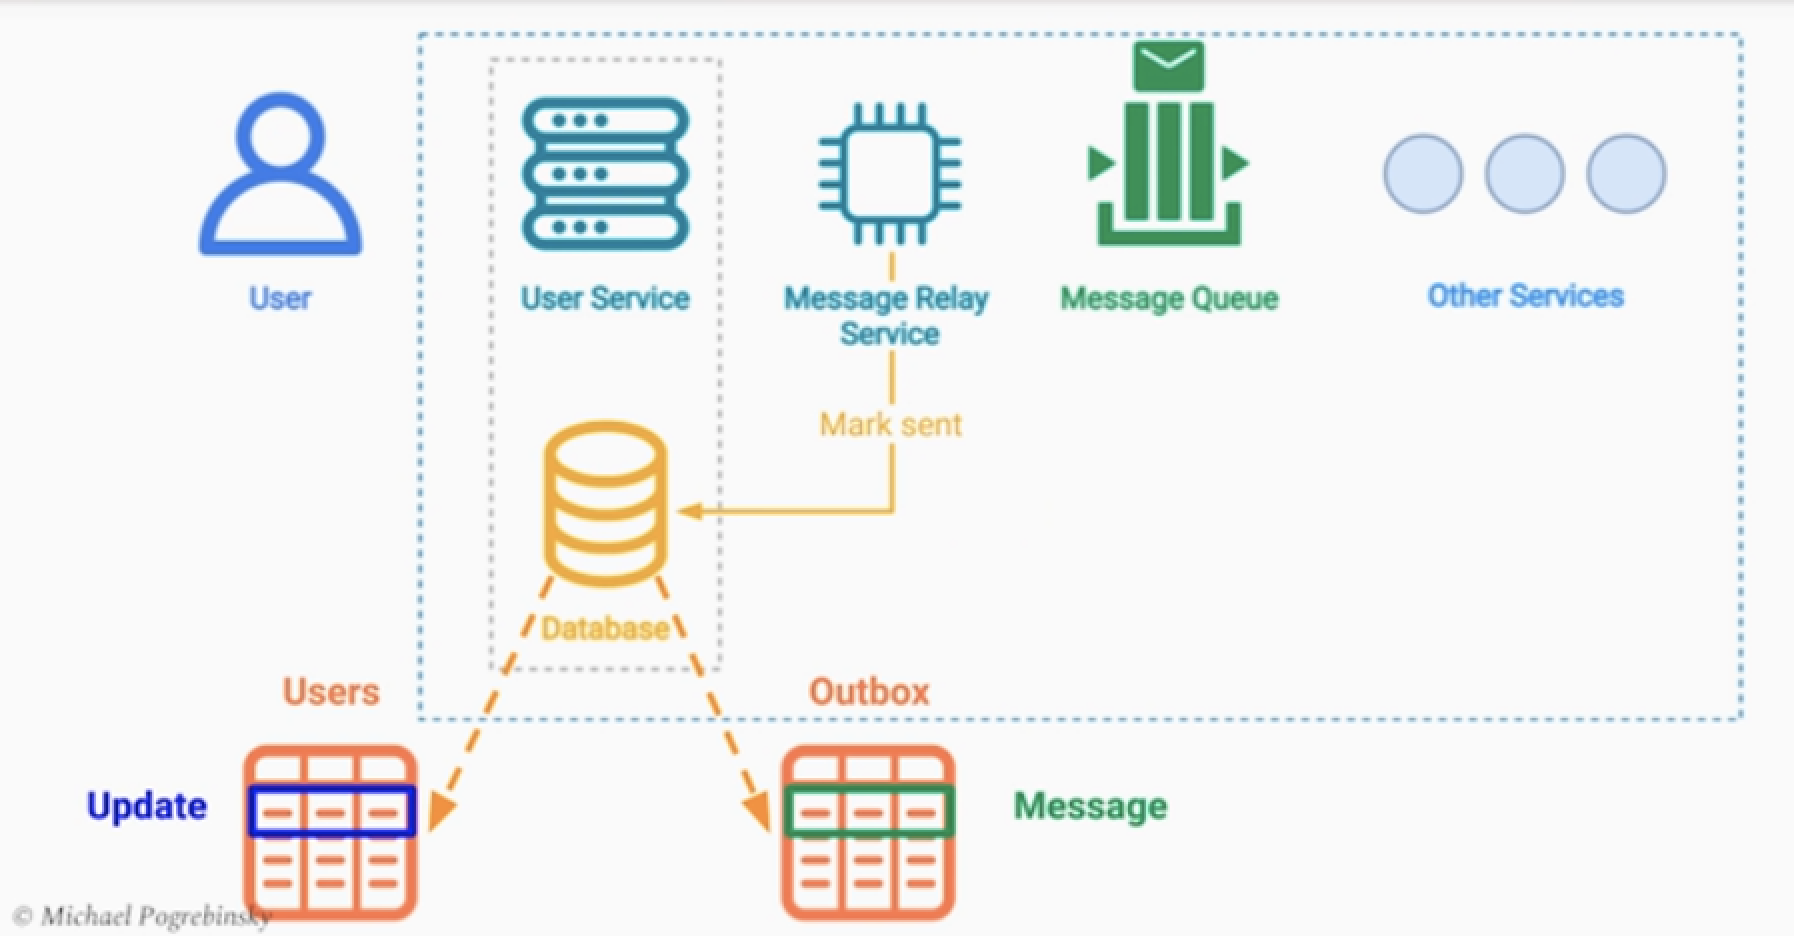 User
User Service
Message Relay
Service
Message Queue
Other Services
Mark sent
Database
Users
Outbox
Update
Message
© Michael Pogrebinsky